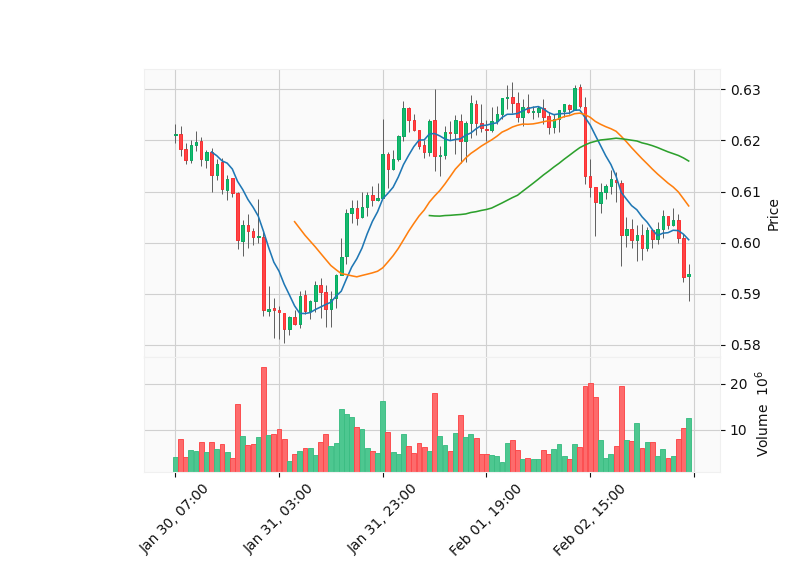 0.63
0.62
0.61
0.60
0.59
0.58
Price
20
10
Volume 10^6
Jan 30, 07:00
Jan 31, 03:00
Jan 31, 23:00
Feb 01, 19:00
Feb 02, 15:00